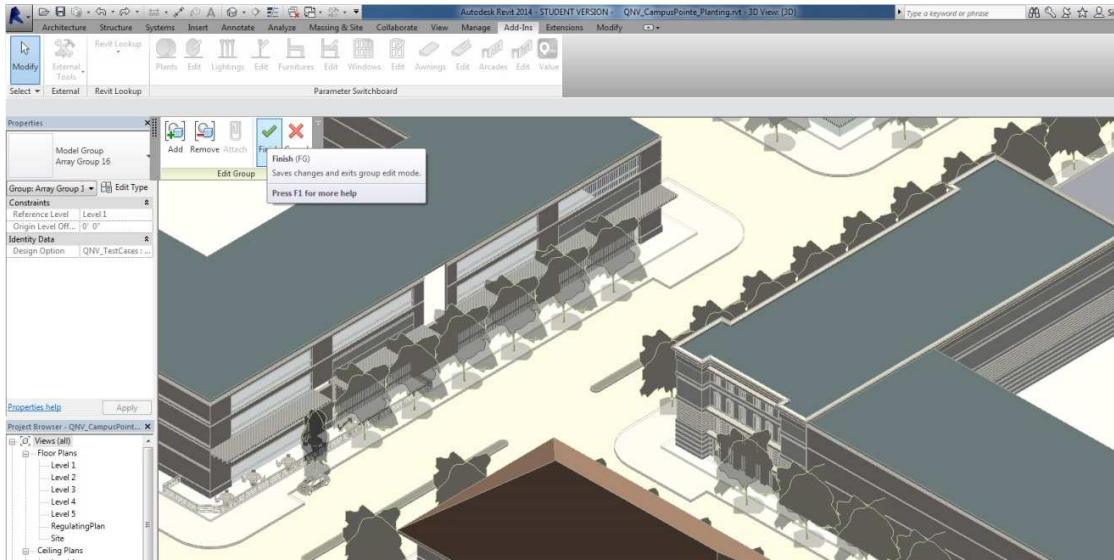 Autodesk Revit 2014 - STUDENT VERSION - QNV_CampusPointe_Planting.rvt - 3D View: {3D}
Type a keyword or phrase
Architecture Structure Systems Insert Annotate Analyze Massing & Site Collaborate View Manage Add-Ins Extensions Modify
Modify
External Tools
Revit Lookup
Plants Edit Lightings Edit Furnitures Edit Windows Edit Awnings Edit Arcades Edit Value
Select External Revit Lookup Parameter Switchboard
Properties
Model Group
Array Group 16
Add Remove Attach
Edit Group
Finish (FG)
Saves changes and exits group edit mode.
Press F1 for more help
Group: Array Group 1 Edit Type
Constraints
Reference Level Level 1
Origin Level Off... 0' 0"
Identity Data
Design Option QNV_TestCases : ...
Properties help Apply
Project Browser - QNV_CampusPoint...
Views (all)
Floor Plans
Level 1
Level 2
Level 3
Level 4
Level 5
RegulatingPlan
Site
Ceiling Plans